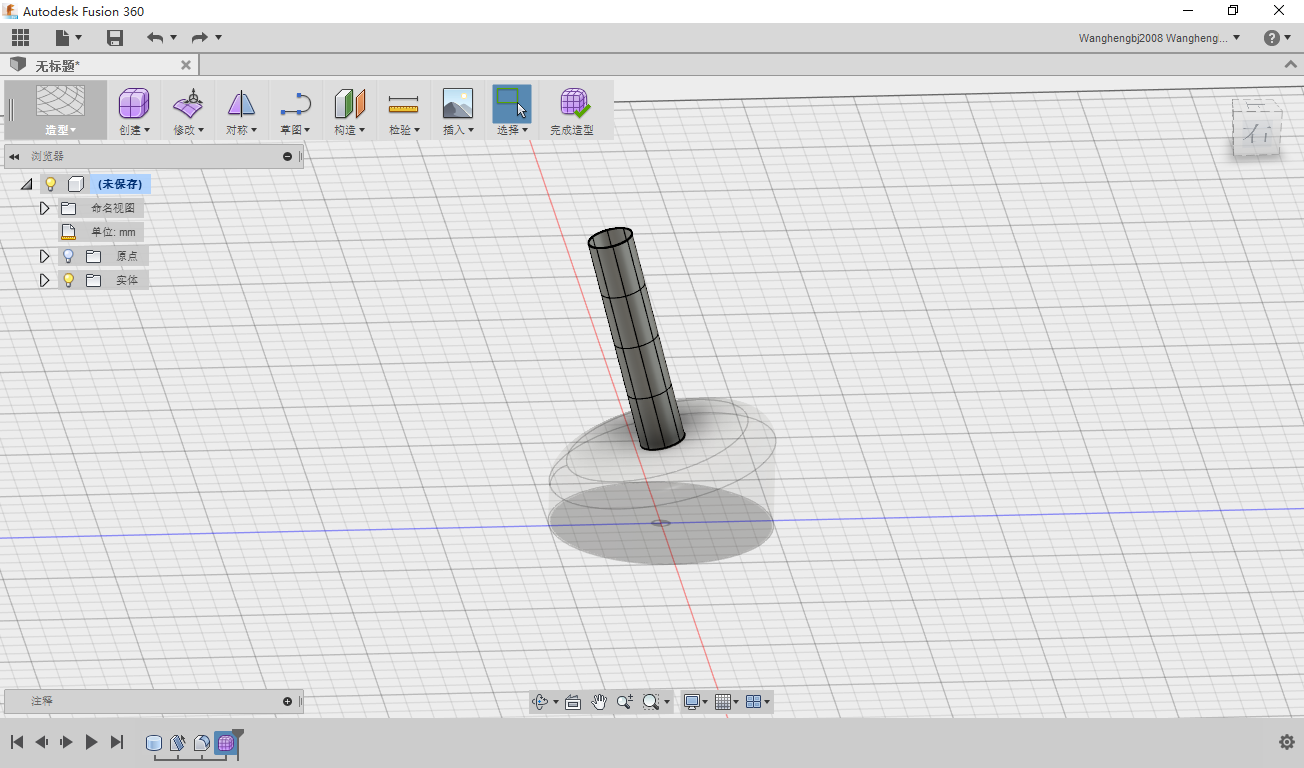 Autodesk Fusion 360
Wanghengbj2008 Wanghengl...
无标题*
造型
创建
修改
对称
草图
构造
检验
插入
选择
完成造型
浏览器
(未保存)
命名视图
单位: mm
原点
实体
注释